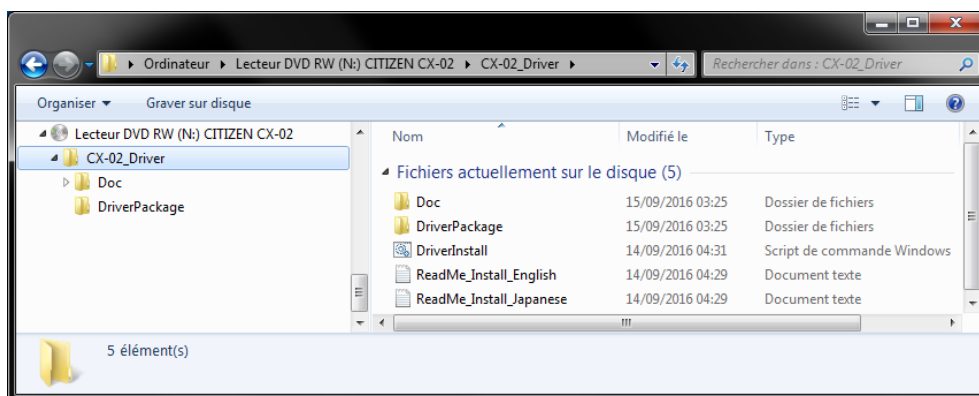 Ordinateur Lecteur DVD RW (N:) CITIZEN CX-02 CX-02_Driver Rechercher dans : CX-02_Driver
Organiser Graver sur disque
Lecteur DVD RW (N:) CITIZEN CX-02
CX-02_Driver
Doc
DriverPackage
Nom Modifié le Type
Fichiers actuellement sur le disque (5)
Doc 15/09/2016 03:25 Dossier de fichiers
DriverPackage 15/09/2016 03:25 Dossier de fichiers
DriverInstall 14/09/2016 04:31 Script de commande Windows
ReadMe_Install_English 14/09/2016 04:29 Document texte
ReadMe_Install_Japanese 14/09/2016 04:29 Document texte
5 élément(s)